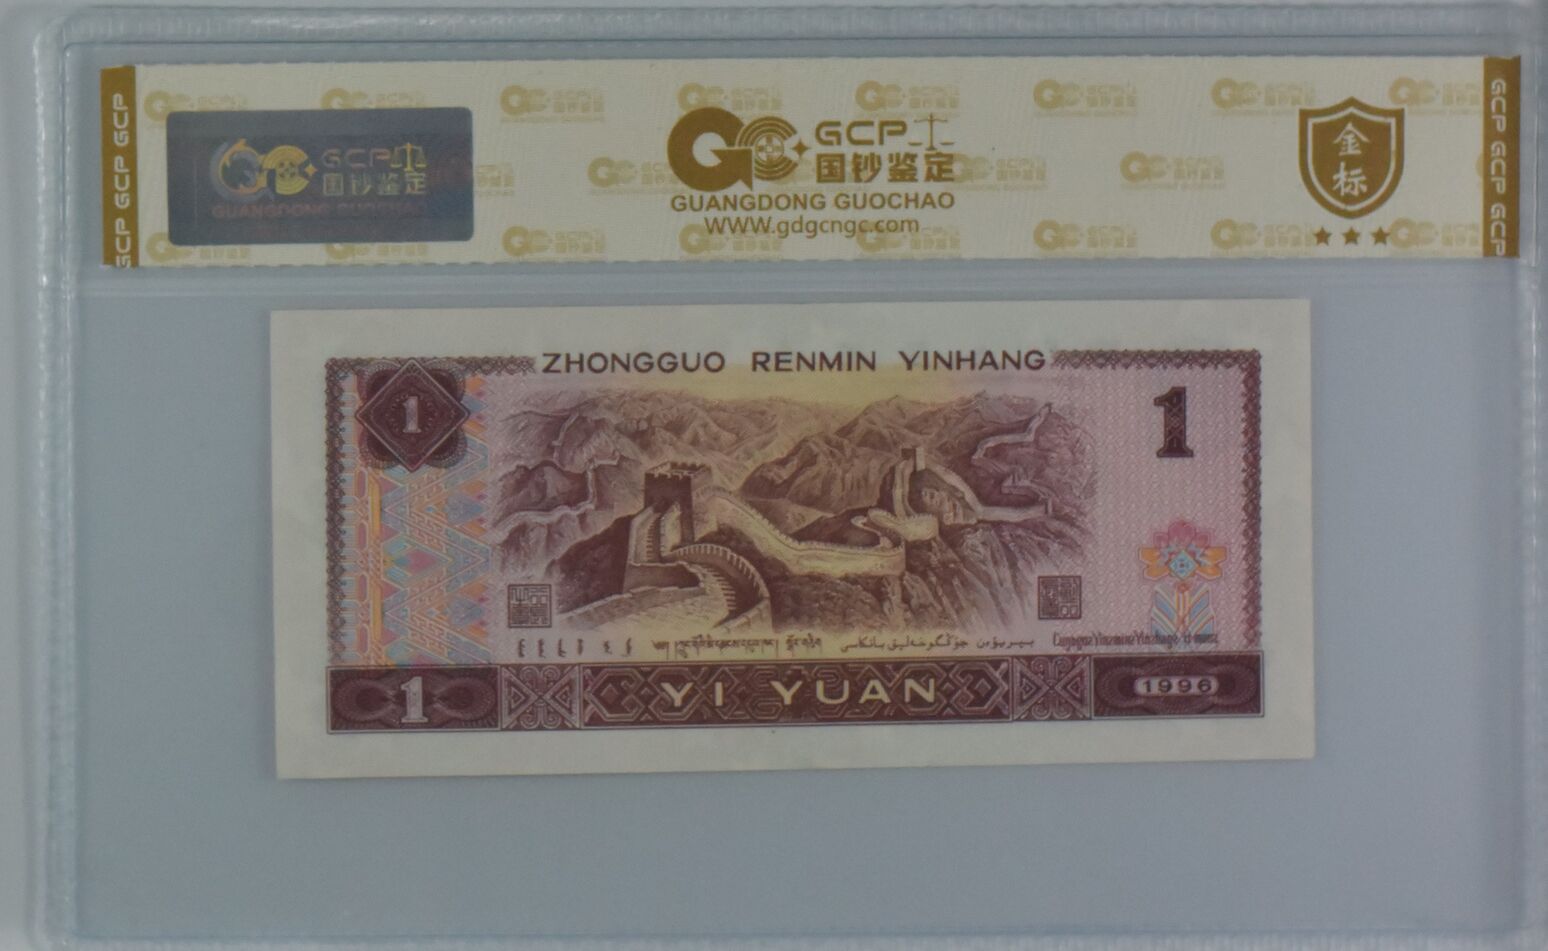 GCP GCP GCP
GCP
国钞鉴定
GUANGDONG GUOCHAO
GCP
国钞鉴定
GUANGDONG GUOCHAO
WWW.gdgcngc.com
金
标
GCP GCP GCP
ZHONGGUO RENMIN YINHANG
1
1
1
YI YUAN
1996